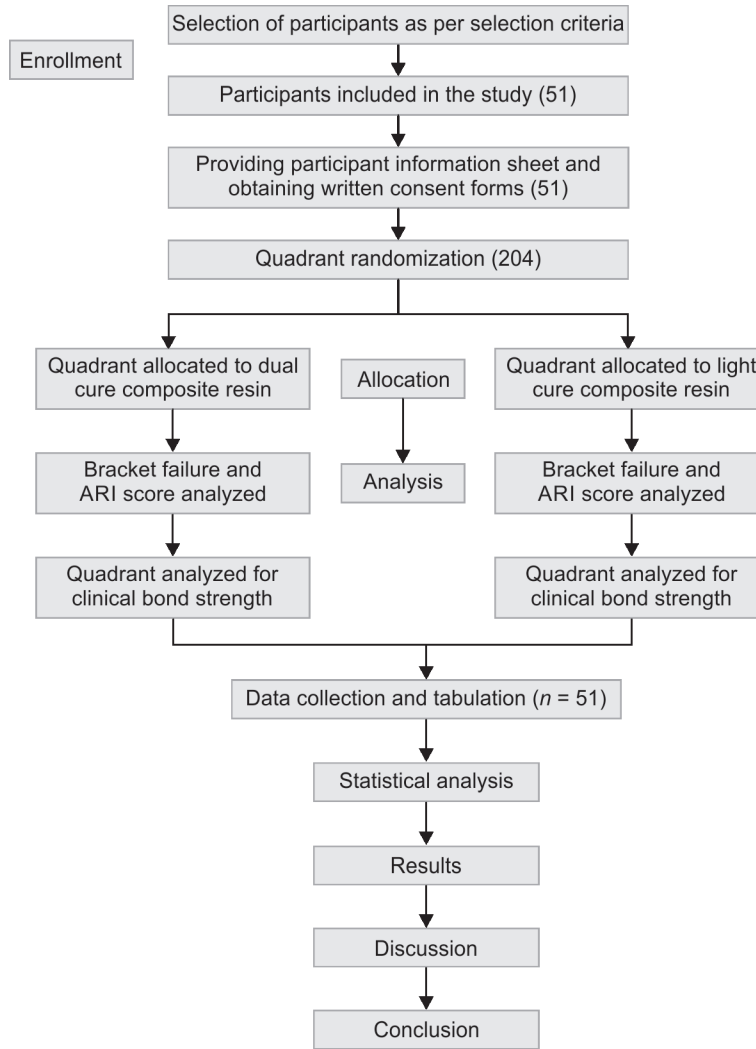 Selection of participants as per selection criteria
Enrollment
Participants included in the study (51)
Providing participant information sheet and
obtaining written consent forms (51)
Quadrant randomization (204)
Quadrant allocated to dual
cure composite resin
Allocation
Quadrant allocated to light
cure composite resin
Bracket failure and
ARI score analyzed
Analysis
Bracket failure and
ARI score analyzed
Quadrant analyzed for
clinical bond strength
Quadrant analyzed for
clinical bond strength
Data collection and tabulation (n = 51)
Statistical analysis
Results
Discussion
Conclusion